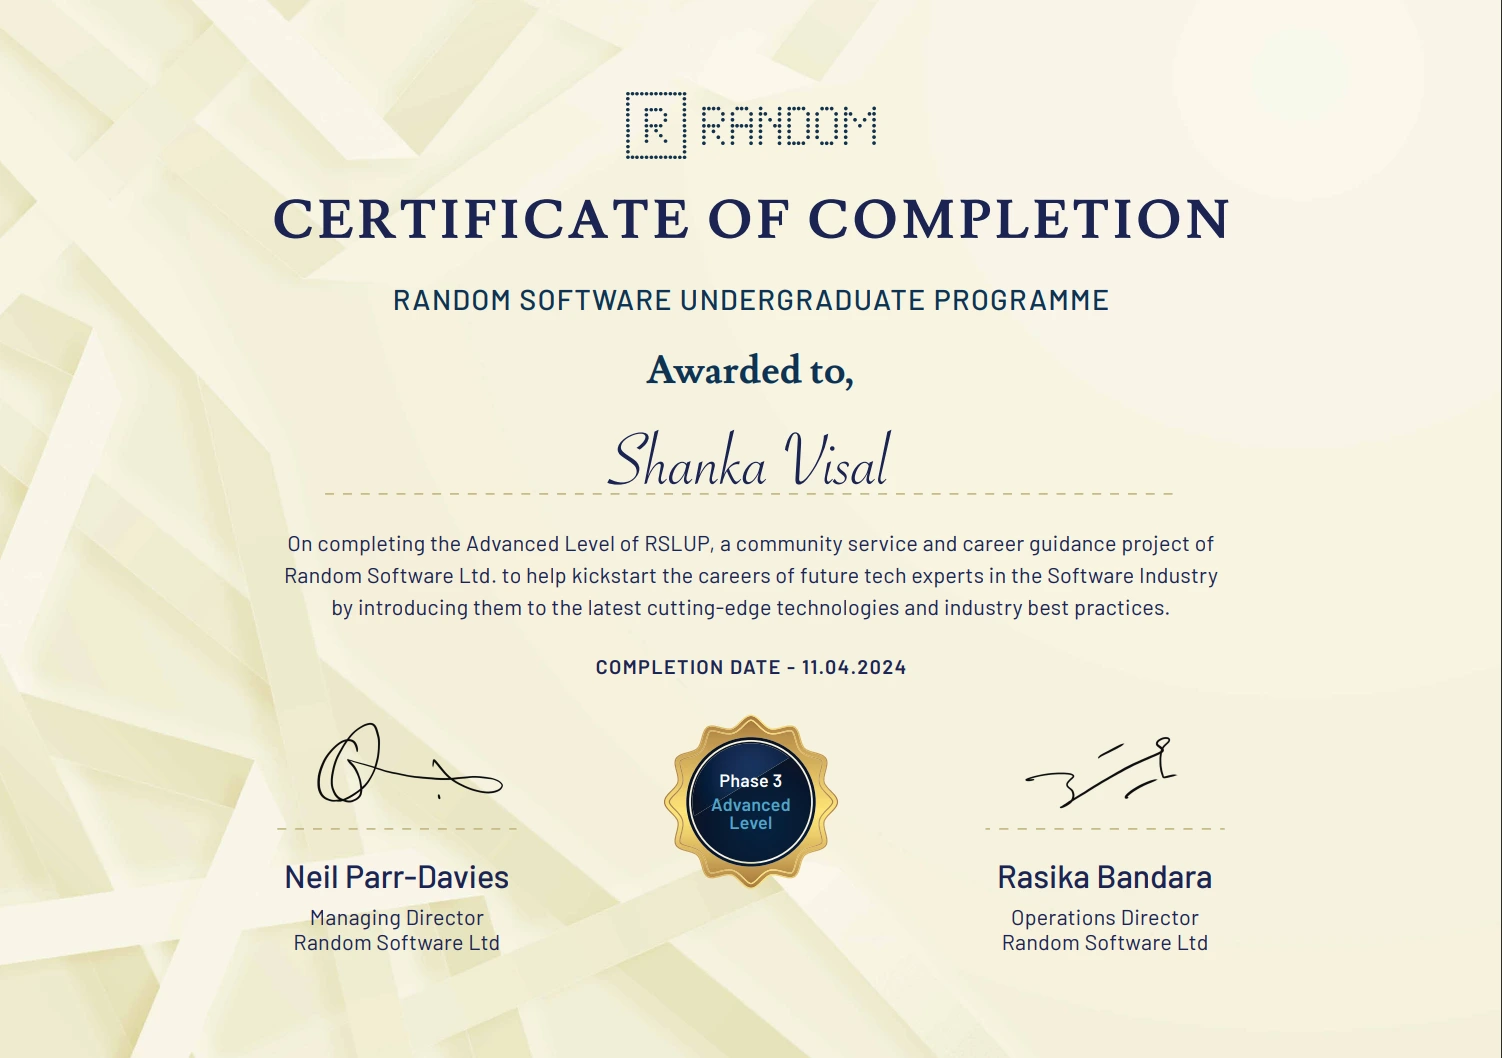 R RANDOM
CERTIFICATE OF COMPLETION
RANDOM SOFTWARE UNDERGRADUATE PROGRAMME
Awarded to,
Shanka Visal
On completing the Advanced Level of RSLUP, a community service and career guidance project of
Random Software Ltd. to help kickstart the careers of future tech experts in the Software Industry
by introducing them to the latest cutting-edge technologies and industry best practices.
COMPLETION DATE - 11.04.2024
Phase 3
Advanced
Level
Neil Parr-Davies
Managing Director
Random Software Ltd
Rasika Bandara
Operations Director
Random Software Ltd